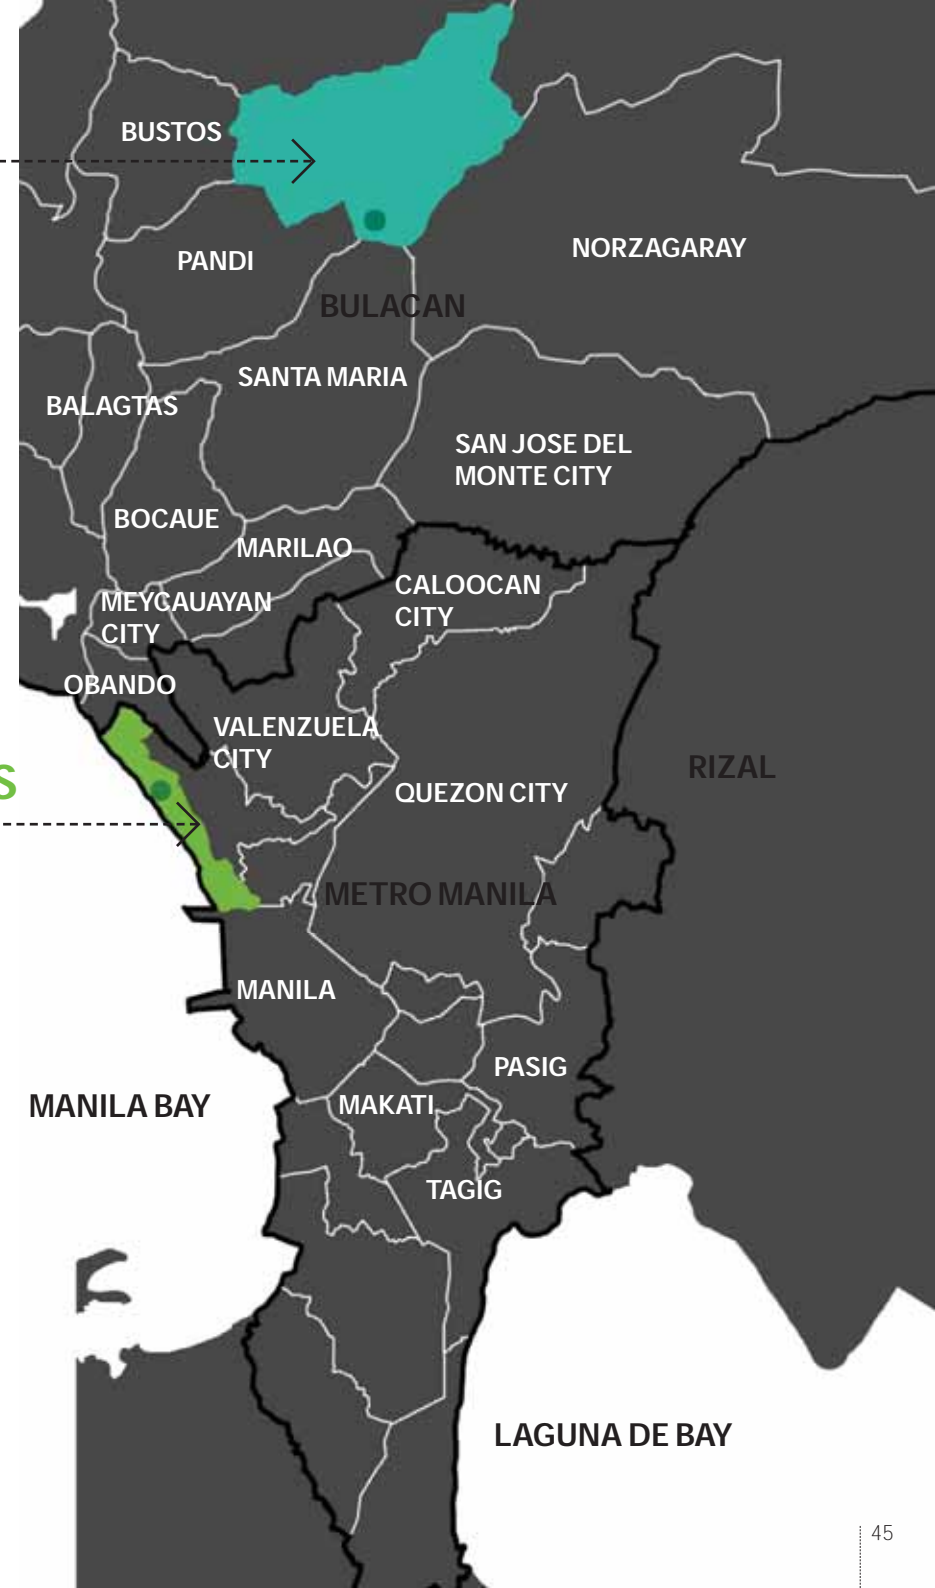 BUSTOS
NORZAGARAY
PANDI
BULACAN
SANTA MARIA
BALAGTAS
SAN JOSE DEL
MONTE CITY
BOCAUE
MARILAO
CALOOCAN
CITY
MEYCAUAYAN
CITY
OBANDO
VALENZUELA
CITY
S
RIZAL
QUEZON CITY
METRO MANILA
MANILA
PASIG
MANILA BAY
MAKATI
TAGIG
LAGUNA DE BAY
45